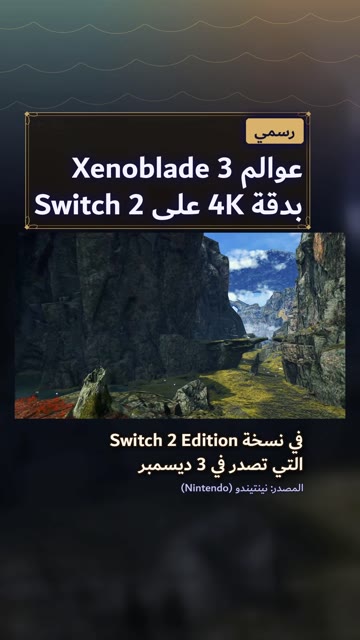 رسمي
عوالم Xenoblade 3
بدقة 4K على Switch 2
في نسخة Switch 2 Edition
التي تصدر في 3 ديسمبر
المصدر: نينتيندو (Nintendo)